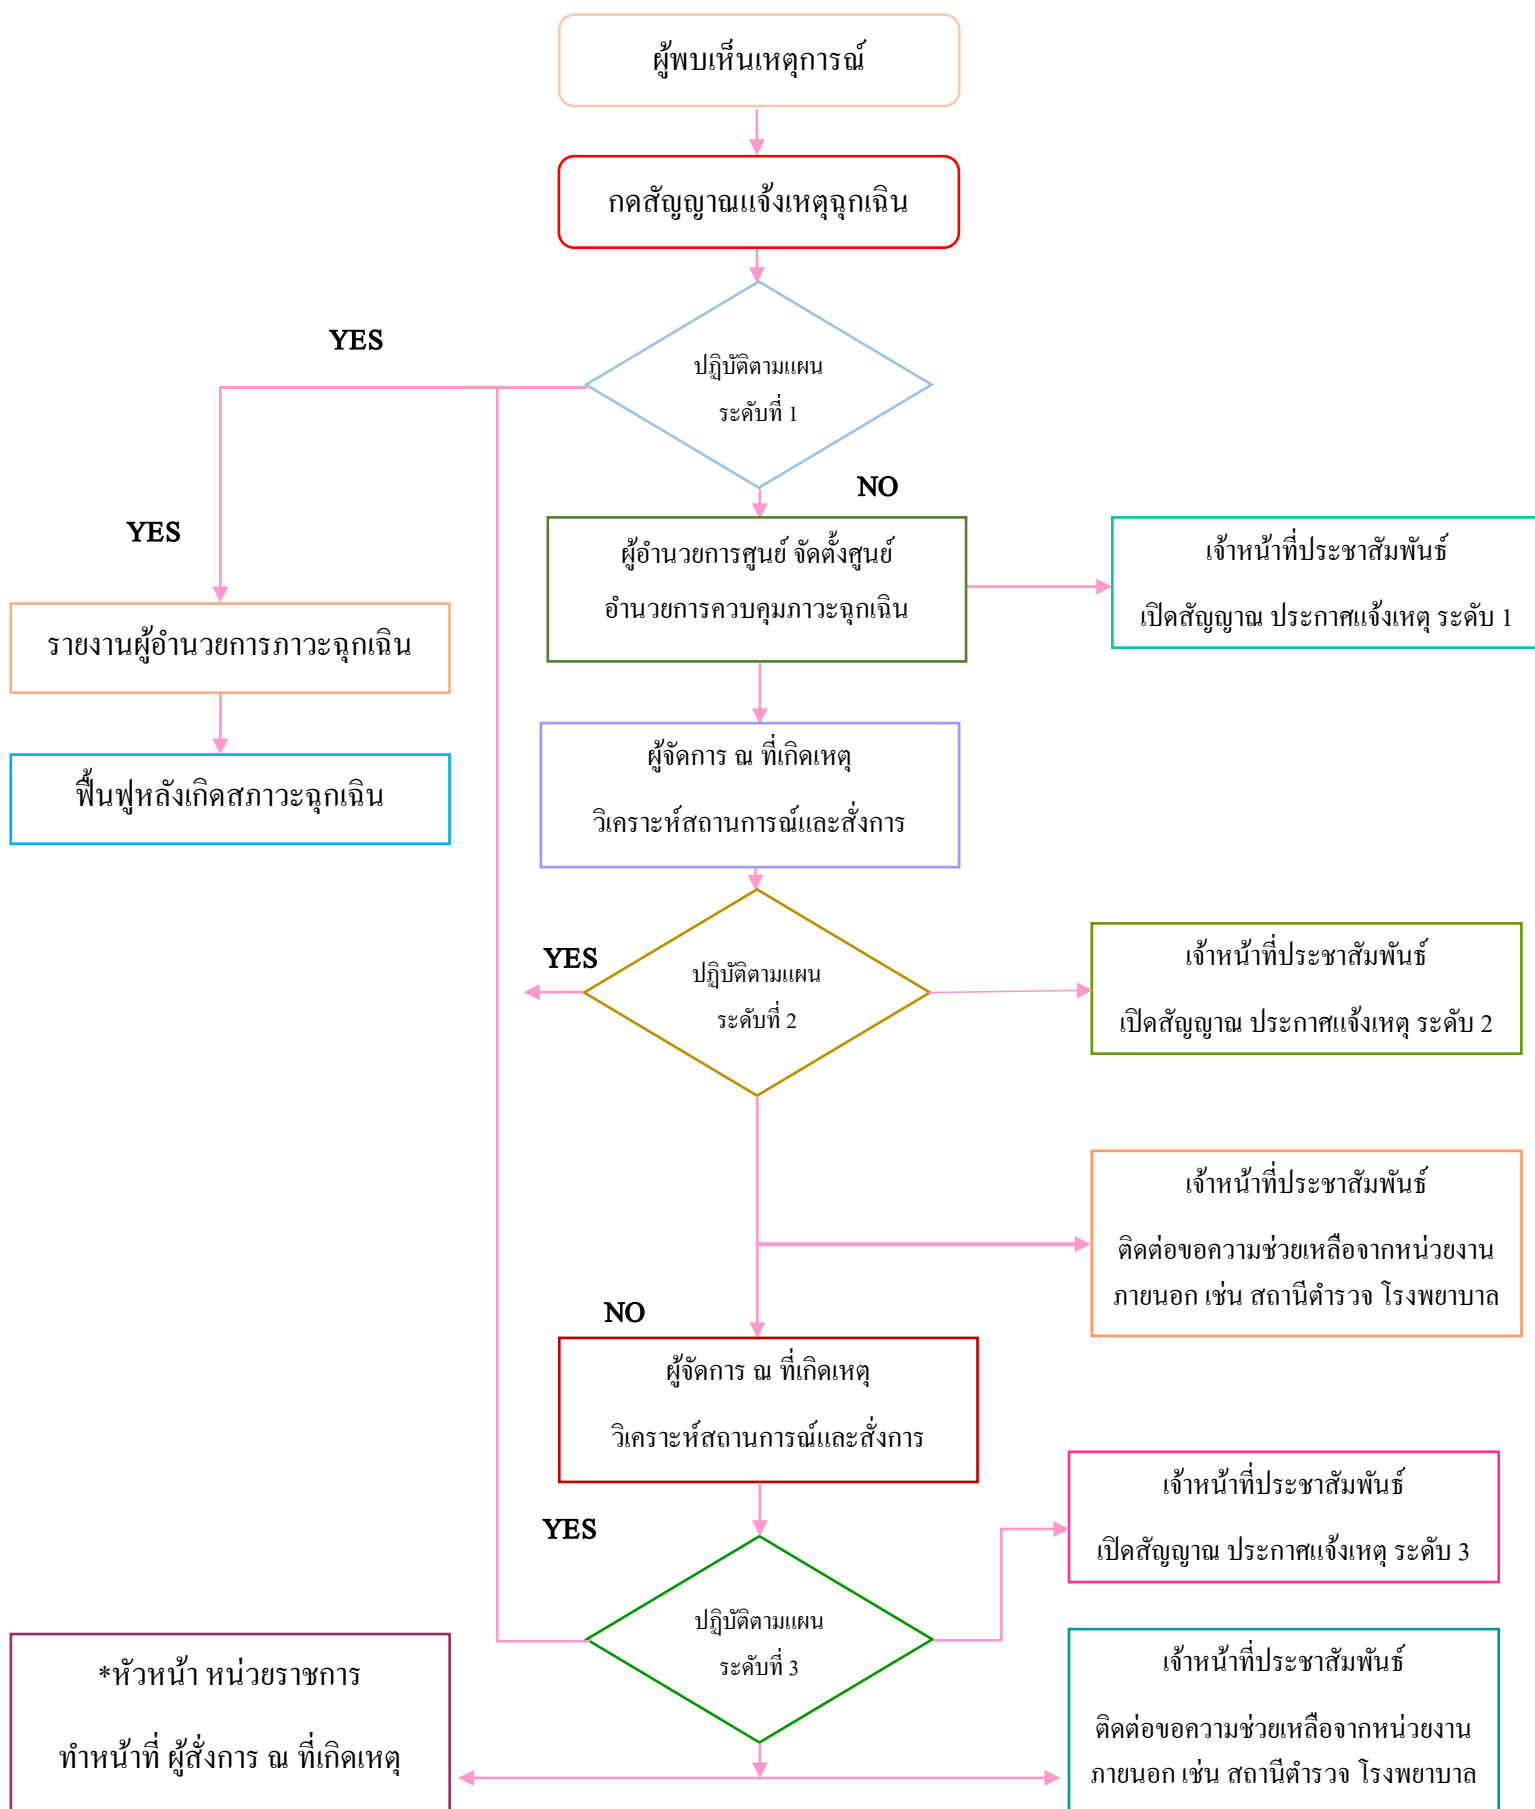 ผู้พบเห็นเหตุการณ์
กดสัญญาณแจ้งเหตุฉุกเฉิน
YES
ปฏิบัติตามแผน
ระดับที่ 1
NO
YES
ผู้อำนวยการศูนย์ จัดตั้งศูนย์
อำนวยการควบคุมภาวะฉุกเฉิน
เจ้าหน้าที่ประชาสัมพันธ์
เปิดสัญญาณ ประกาศแจ้งเหตุ ระดับ 1
รายงานผู้อำนวยการภาวะฉุกเฉิน
ฟื้นฟูหลังเกิดสภาวะฉุกเฉิน
ผู้จัดการ ณ ที่เกิดเหตุ
วิเคราะห์สถานการณ์และสั่งการ
YES
ปฏิบัติตามแผน
ระดับที่ 2
เจ้าหน้าที่ประชาสัมพันธ์
เปิดสัญญาณ ประกาศแจ้งเหตุ ระดับ 2
เจ้าหน้าที่ประชาสัมพันธ์
ติดต่อขอความช่วยเหลือจากหน่วยงาน
ภายนอก เช่น สถานีตำรวจ โรงพยาบาล
NO
ผู้จัดการ ณ ที่เกิดเหตุ
วิเคราะห์สถานการณ์และสั่งการ
YES
เจ้าหน้าที่ประชาสัมพันธ์
เปิดสัญญาณ ประกาศแจ้งเหตุ ระดับ 3
ปฏิบัติตามแผน
ระดับที่ 3
*หัวหน้า หน่วยราชการ
ทำหน้าที่ ผู้สั่งการ ณ ที่เกิดเหตุ
เจ้าหน้าที่ประชาสัมพันธ์
ติดต่อขอความช่วยเหลือจากหน่วยงาน
ภายนอก เช่น สถานีตำรวจ โรงพยาบาล